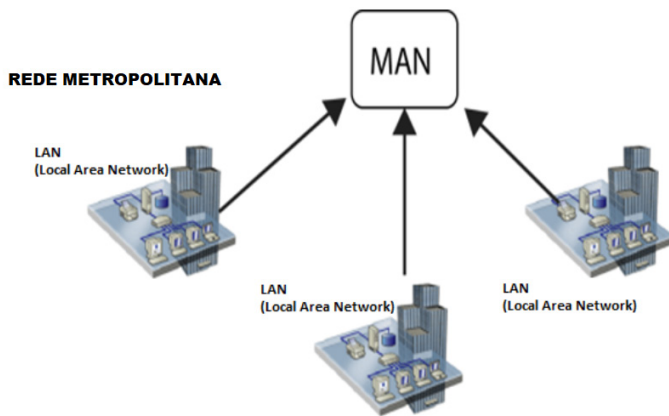 MAN
REDE METROPOLITANA
LAN
(Local Area Network)
LAN
(Local Area Network)
LAN
(Local Area Network)